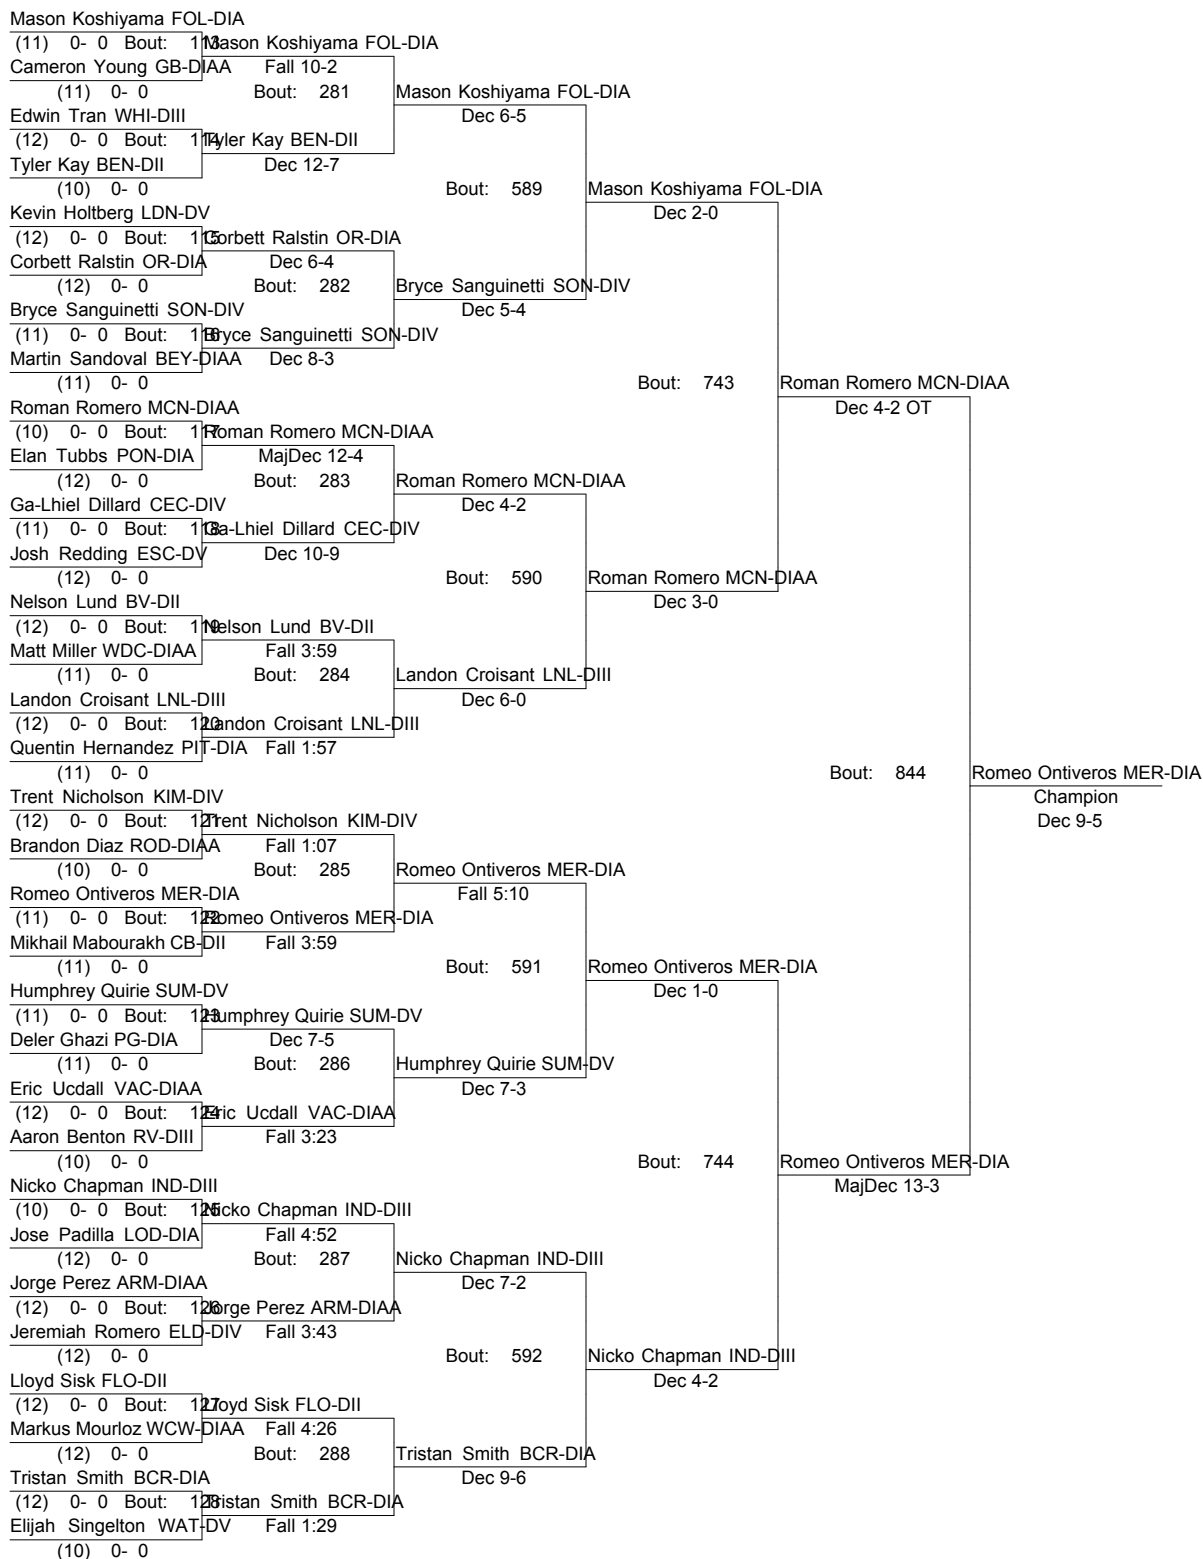 Mason Koshiyama FOL-DIA
(11) 0- 0 Bout: 113 Mason Koshiyama FOL-DIA
Cameron Young GB-DIAA Fall 10-2
(11) 0- 0 Bout: 281 Mason Koshiyama FOL-DIA
Edwin Tran WHI-DIII Dec 6-5
(12) 0- 0 Bout: 114 Tyler Kay BEN-DII
Tyler Kay BEN-DII Dec 12-7
(10) 0- 0 Bout: 589 Mason Koshiyama FOL-DIA
Kevin Holtberg LDN-DV Dec 2-0
(12) 0- 0 Bout: 115 Corbett Ralstin OR-DIA
Corbett Ralstin OR-DIA Dec 6-4
(12) 0- 0 Bout: 282 Bryce Sanguinetti SON-DIV
Bryce Sanguinetti SON-DIV Dec 5-4
(11) 0- 0 Bout: 116 Bryce Sanguinetti SON-DIV
Martin Sandoval BEY-DIAA Dec 8-3
(11) 0- 0 Bout: 743 Roman Romero MCN-DIAA
Roman Romero MCN-DIAA Dec 4-2 OT
(10) 0- 0 Bout: 117 Roman Romero MCN-DIAA
Elan Tubbs PON-DIA MajDec 12-4
(12) 0- 0 Bout: 283 Roman Romero MCN-DIAA
Ga-Lhiel Dillard CEC-DIV Dec 4-2
(11) 0- 0 Bout: 118 Ga-Lhiel Dillard CEC-DIV
Josh Redding ESC-DV Dec 10-9
(12) 0- 0 Bout: 590 Roman Romero MCN-DIAA
Nelson Lund BV-DII Dec 3-0
(12) 0- 0 Bout: 119 Nelson Lund BV-DII
Matt Miller WDC-DIAA Fall 3:59
(11) 0- 0 Bout: 284 Landon Croisant LNL-DIII
Landon Croisant LNL-DIII Dec 6-0
(12) 0- 0 Bout: 120 Landon Croisant LNL-DIII
Quentin Hernandez PIT-DIA Fall 1:57
(11) 0- 0 Bout: 844 Romeo Ontiveros MER-DIA
Trent Nicholson KIM-DIV Champion
(12) 0- 0 Bout: 121 Trent Nicholson KIM-DIV Dec 9-5
Brandon Diaz ROD-DIAA Fall 1:07
(10) 0- 0 Bout: 285 Romeo Ontiveros MER-DIA
Romeo Ontiveros MER-DIA Fall 5:10
(11) 0- 0 Bout: 122 Romeo Ontiveros MER-DIA
Mikhail Mabourakh CB-DII Fall 3:59
(11) 0- 0 Bout: 591 Romeo Ontiveros MER-DIA
Humphrey Quirie SUM-DV Dec 1-0
(11) 0- 0 Bout: 123 Humphrey Quirie SUM-DV
Deler Ghazi PG-DIA Dec 7-5
(11) 0- 0 Bout: 286 Humphrey Quirie SUM-DV
Eric Ucdall VAC-DIAA Dec 7-3
(12) 0- 0 Bout: 124 Eric Ucdall VAC-DIAA
Aaron Benton RV-DIII Fall 3:23
(10) 0- 0 Bout: 744 Romeo Ontiveros MER-DIA
Nicko Chapman IND-DIII MajDec 13-3
(10) 0- 0 Bout: 125 Nicko Chapman IND-DIII
Jose Padilla LOD-DIA Fall 4:52
(12) 0- 0 Bout: 287 Nicko Chapman IND-DIII
Jorge Perez ARM-DIAA Dec 7-2
(12) 0- 0 Bout: 126 Jorge Perez ARM-DIAA
Jeremiah Romero ELD-DIV Fall 3:43
(12) 0- 0 Bout: 592 Nicko Chapman IND-DIII
Lloyd Sisk FLO-DII Dec 4-2
(12) 0- 0 Bout: 127 Lloyd Sisk FLO-DII
Markus Mourloz WCW-DIAA Fall 4:26
(12) 0- 0 Bout: 288 Tristan Smith BCR-DIA
Tristan Smith BCR-DIA Dec 9-6
(12) 0- 0 Bout: 128 Tristan Smith BCR-DIA
Elijah Singelton WAT-DV Fall 1:29
(10) 0- 0